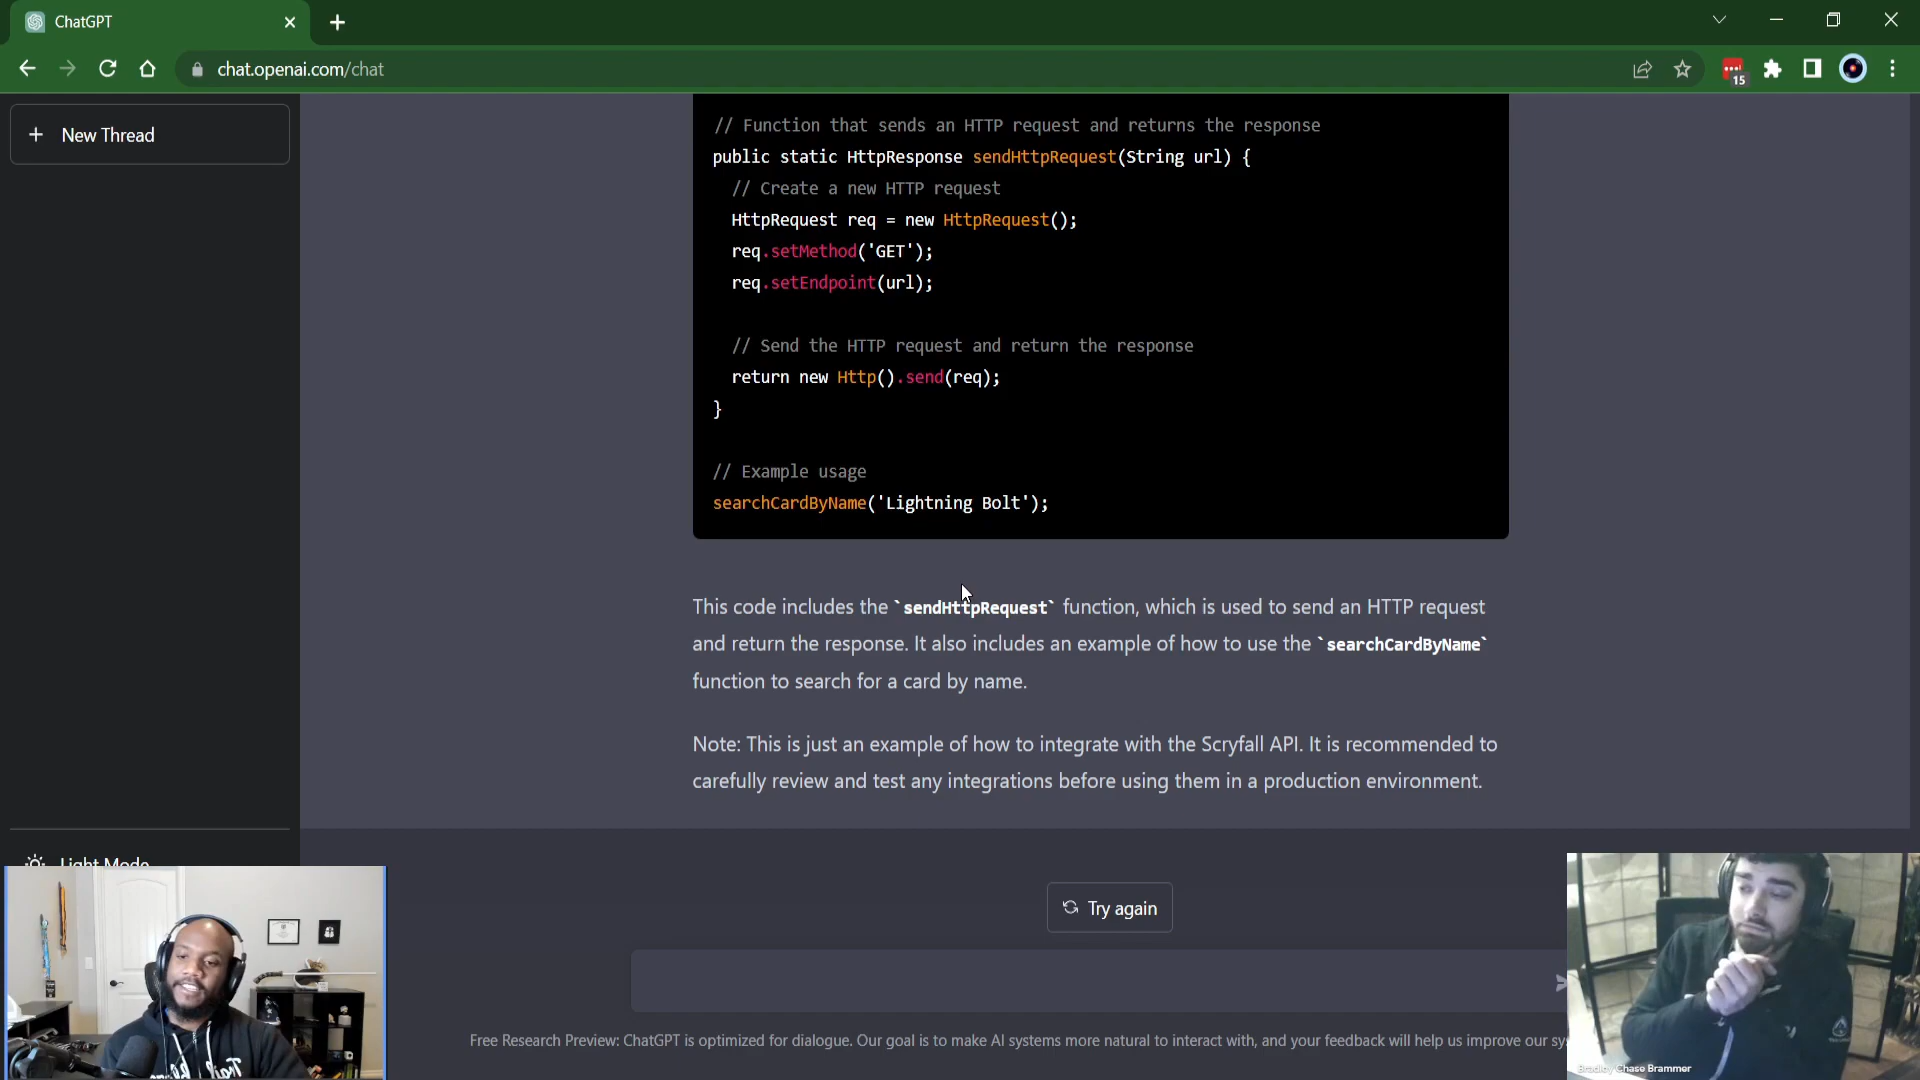 ChatGPT
chat.openai.com/chat
15
New Thread
// Function that sends an HTTP request and returns the response
public static HttpResponse sendHttpRequest(String url) {
// Create a new HTTP request
HttpRequest req = new HttpRequest();
req.setMethod('GET');
req.setEndpoint(url);
// Send the HTTP request and return the response
return new Http().send(req);
}
// Example usage
searchCardByName('Lightning Bolt');
This code includes the `sendHttpRequest` function, which is used to send an HTTP request
and return the response. It also includes an example of how to use the `searchCardByName`
function to search for a card by name.
Note: This is just an example of how to integrate with the Scryfall API. It is recommended to
carefully review and test any integrations before using them in a production environment.
Light Mode
Try again
Free Research Preview: ChatGPT is optimized for dialogue. Our goal is to make AI systems more natural to interact with, and your feedback will help us improve our sy
Bradley Chase Brammer